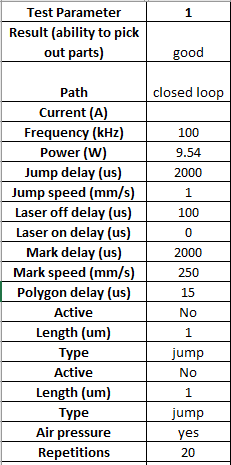 Test Parameter 1
Result (ability to pick
out parts) good
Path closed loop
Current (A)
Frequency (kHz) 100
Power (W) 9.54
Jump delay (us) 2000
Jump speed (mm/s) 1
Laser off delay (us) 100
Laser on delay (us) 0
Mark delay (us) 2000
Mark speed (mm/s) 250
Polygon delay (us) 15
Active No
Length (um) 1
Type jump
Active No
Length (um) 1
Type jump
Air pressure yes
Repetitions 20